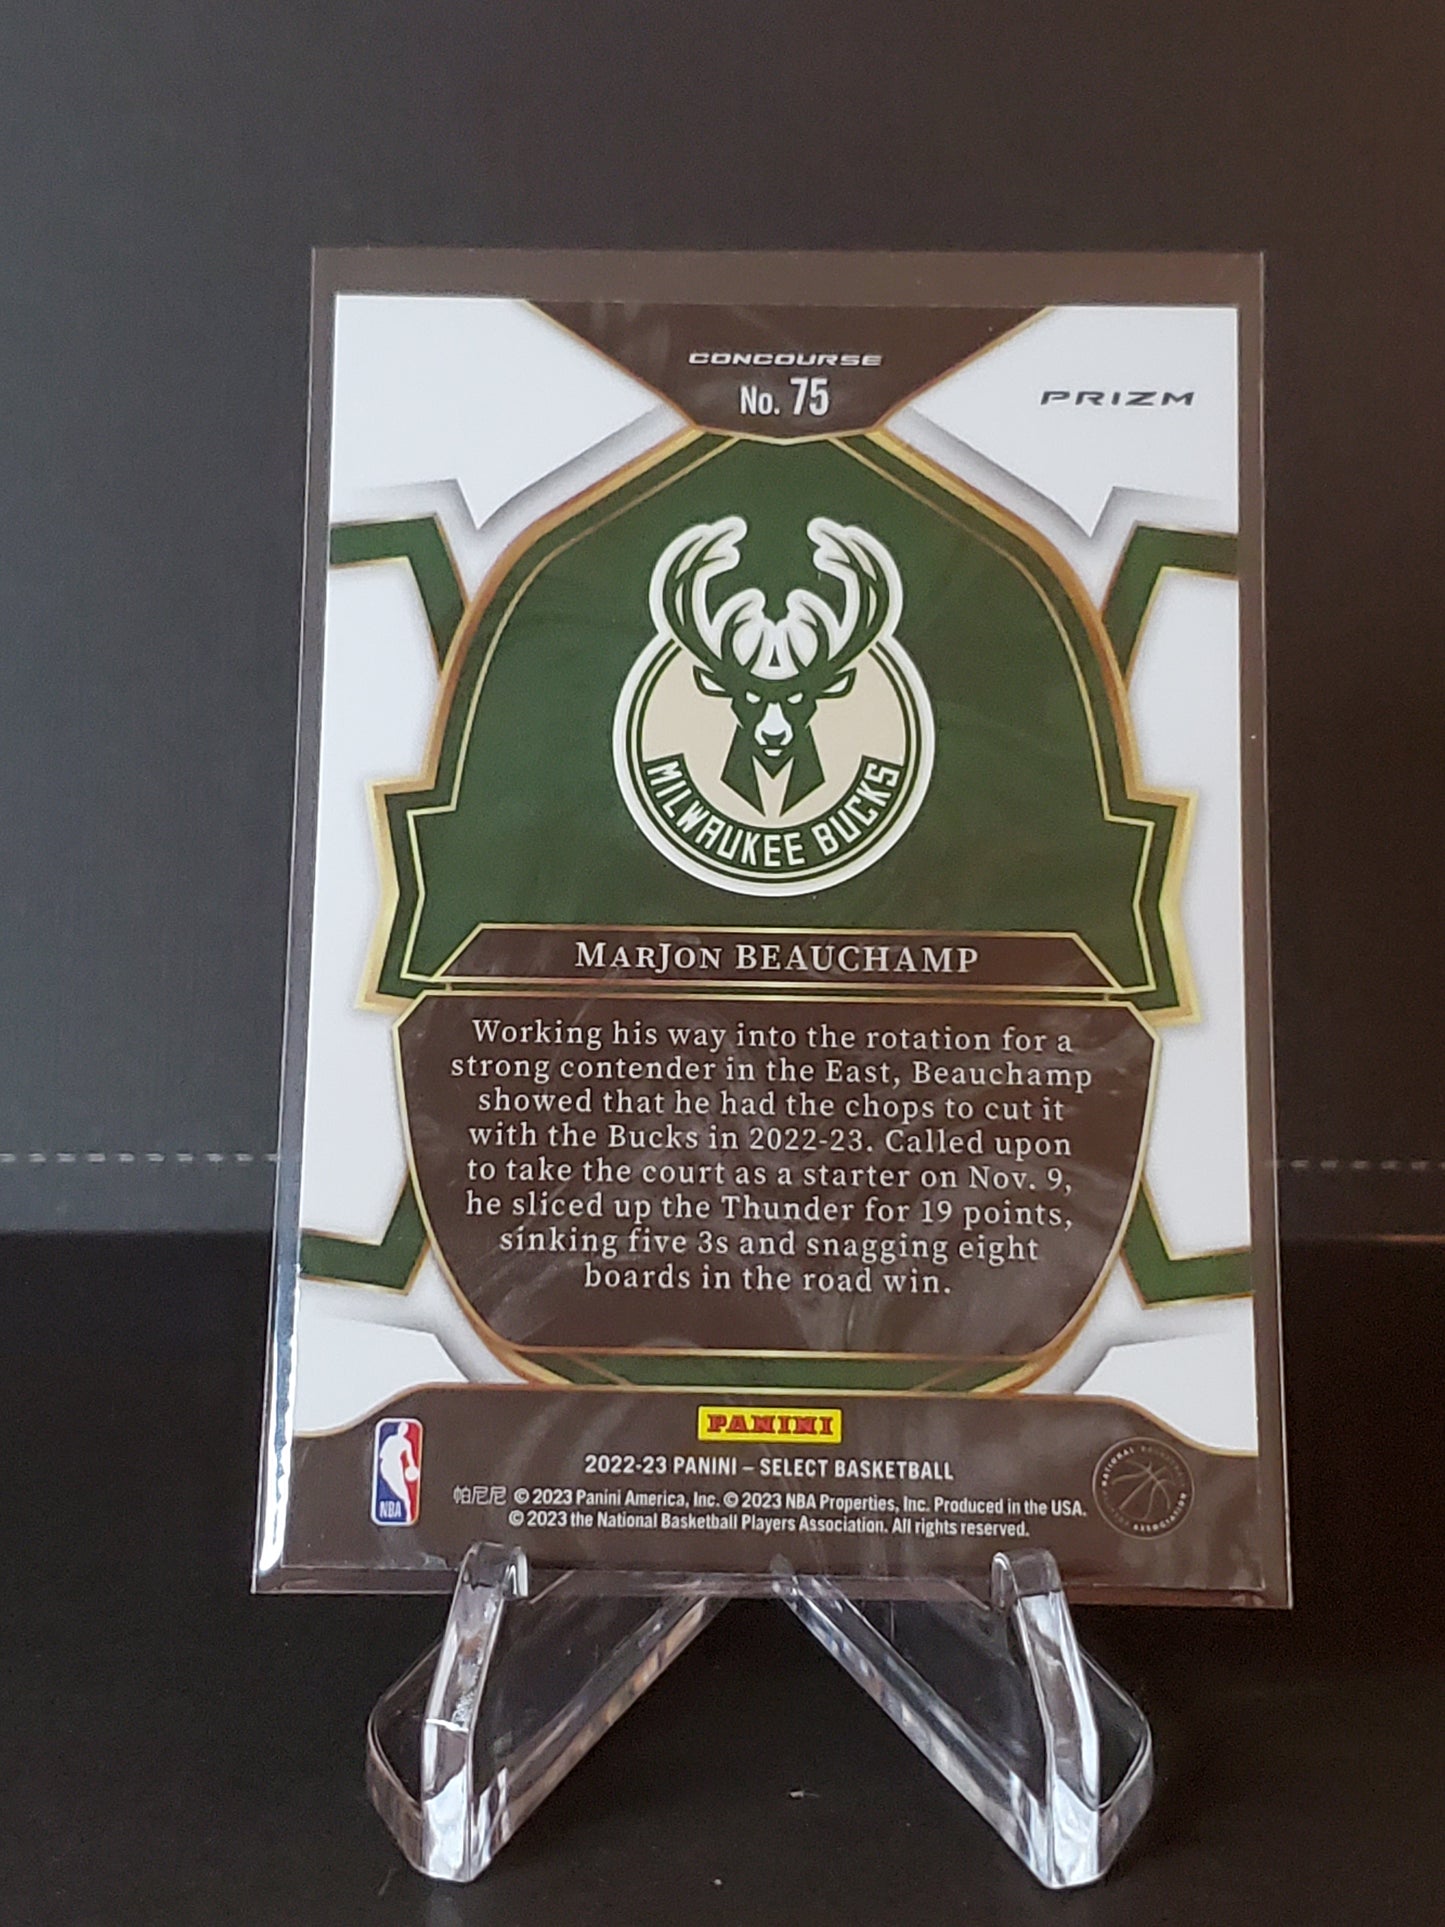 CONCOURSE
No. 75
PRIZM
MILWAUKEE BUCKS
MARJON BEAUCHAMP
Working his way into the rotation for a
strong contender in the East, Beauchamp
showed that he had the chops to cut it
with the Bucks in 2022-23. Called upon
to take the court as a starter on Nov. 9,
he sliced up the Thunder for 19 points,
sinking five 3s and snagging eight
boards in the road win.
PANINI
2022-23 PANINI – SELECT BASKETBALL
帕尼尼 © 2023 Panini America, Inc. © 2023 NBA Properties, Inc. Produced in the USA.
© 2023 the National Basketball Players Association. All rights reserved.
NBA
NATIONAL BASKETBALL PLAYERS ASSOCIATION